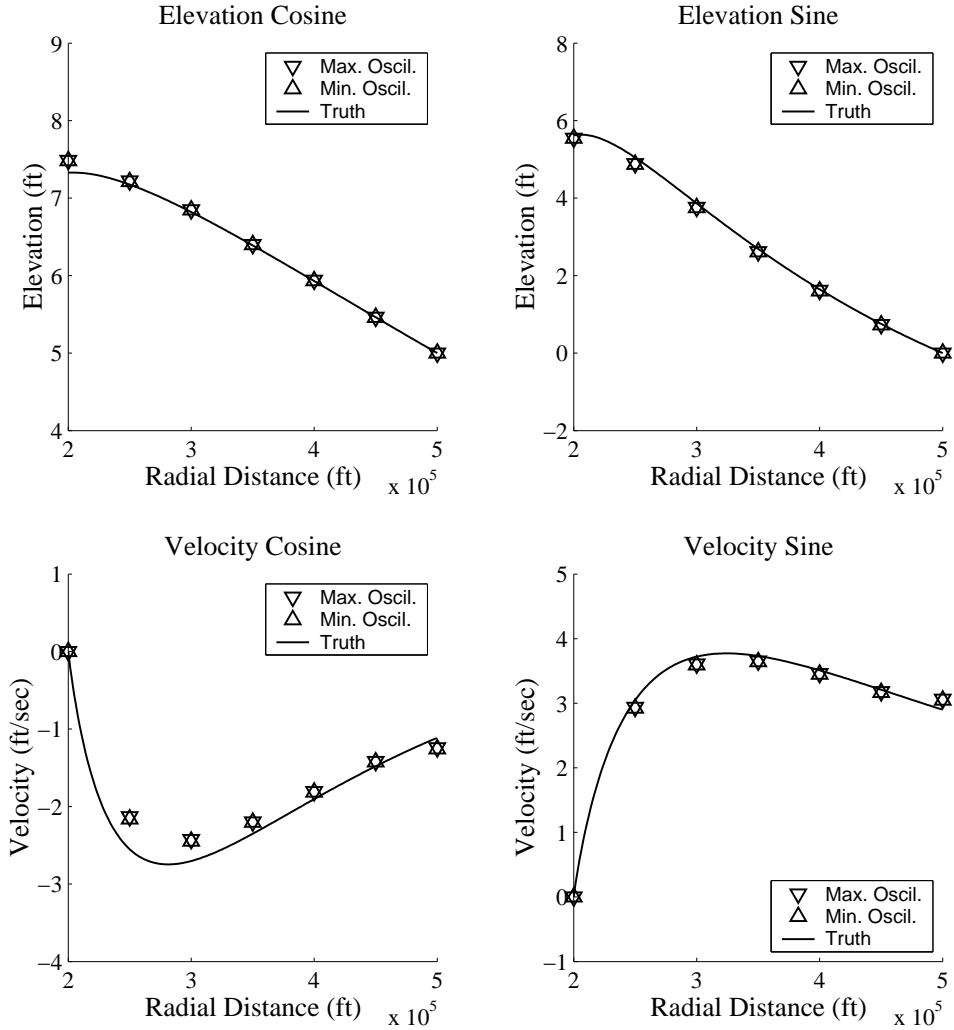 Elevation Cosine
9
8
7
6
5
4
Elevation (ft)
Max. Oscil.
Min. Oscil.
Truth
2
3
4
5
Radial Distance (ft)
x 10^5
Elevation Sine
8
6
4
2
0
−2
Elevation (ft)
Max. Oscil.
Min. Oscil.
Truth
2
3
4
5
Radial Distance (ft)
x 10^5
Velocity Cosine
1
0
−1
−2
−3
−4
Velocity (ft/sec)
Max. Oscil.
Min. Oscil.
Truth
2
3
4
5
Radial Distance (ft)
x 10^5
Velocity Sine
5
4
3
2
1
0
−1
Velocity (ft/sec)
Max. Oscil.
Min. Oscil.
Truth
2
3
4
5
Radial Distance (ft)
x 10^5